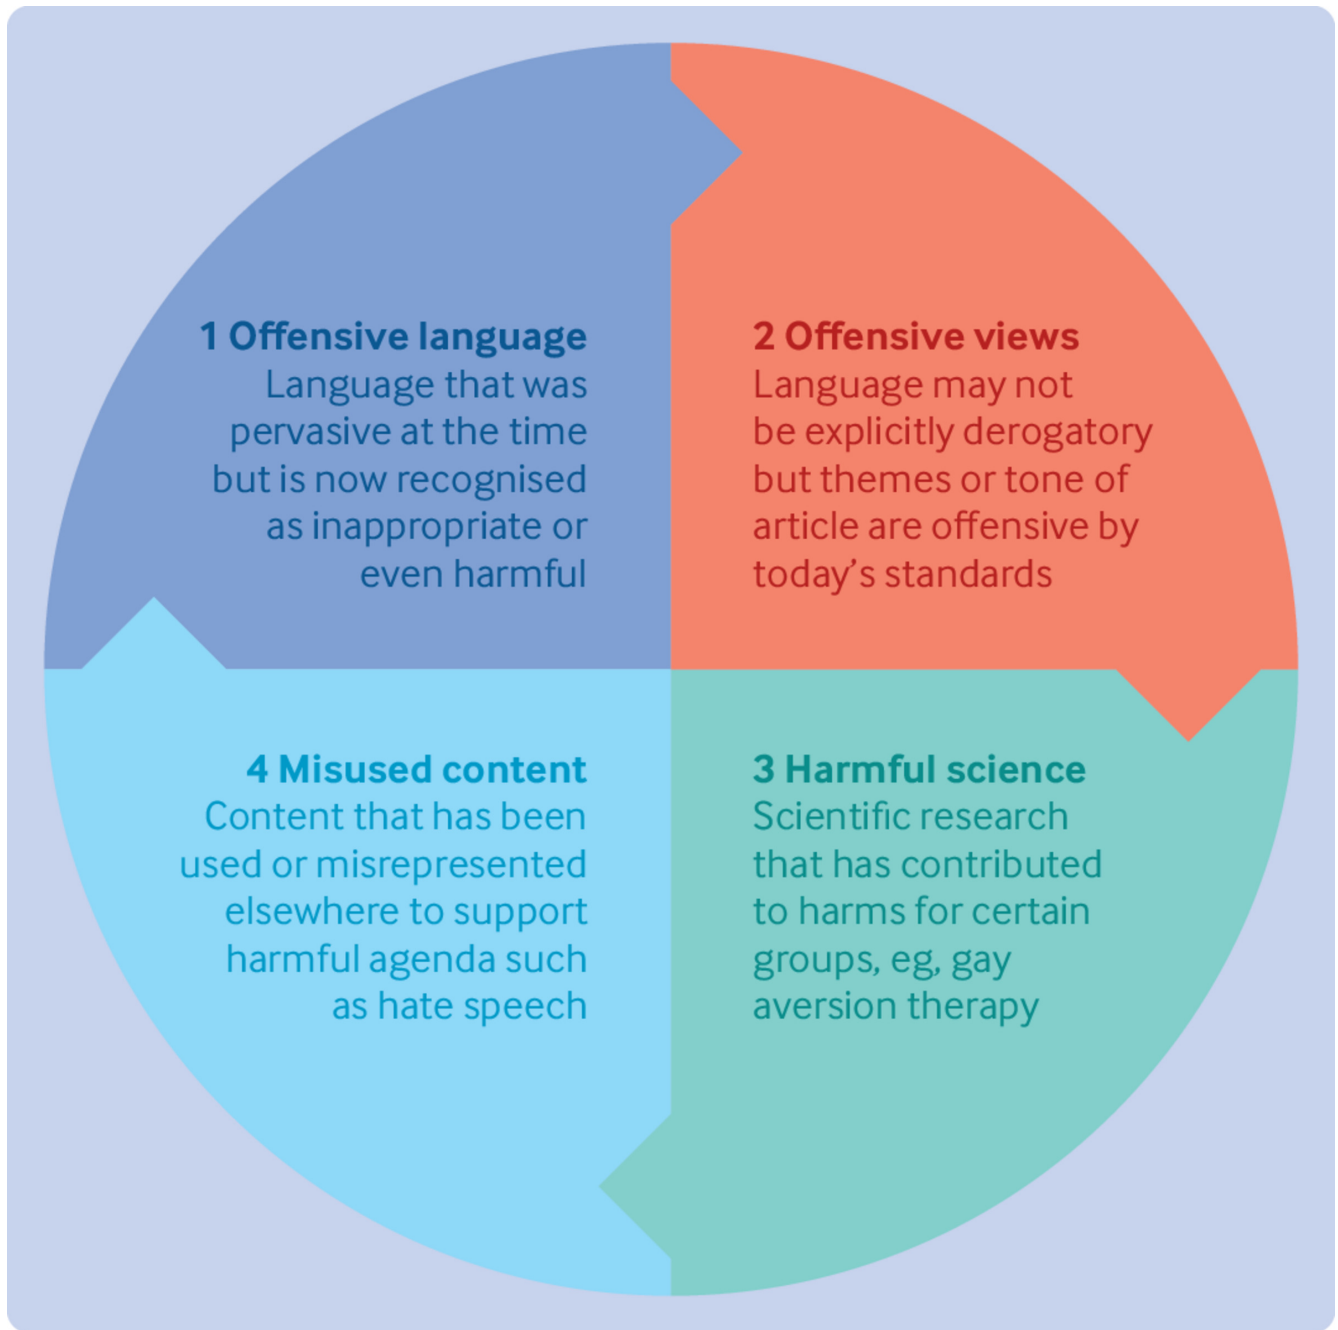 1 Offensive language
Language that was
pervasive at the time
but is now recognised
as inappropriate or
even harmful
2 Offensive views
Language may not
be explicitly derogatory
but themes or tone of
article are offensive by
today’s standards
3 Harmful science
Scientific research
that has contributed
to harms for certain
groups, eg, gay
aversion therapy
4 Misused content
Content that has been
used or misrepresented
elsewhere to support
harmful agenda such
as hate speech